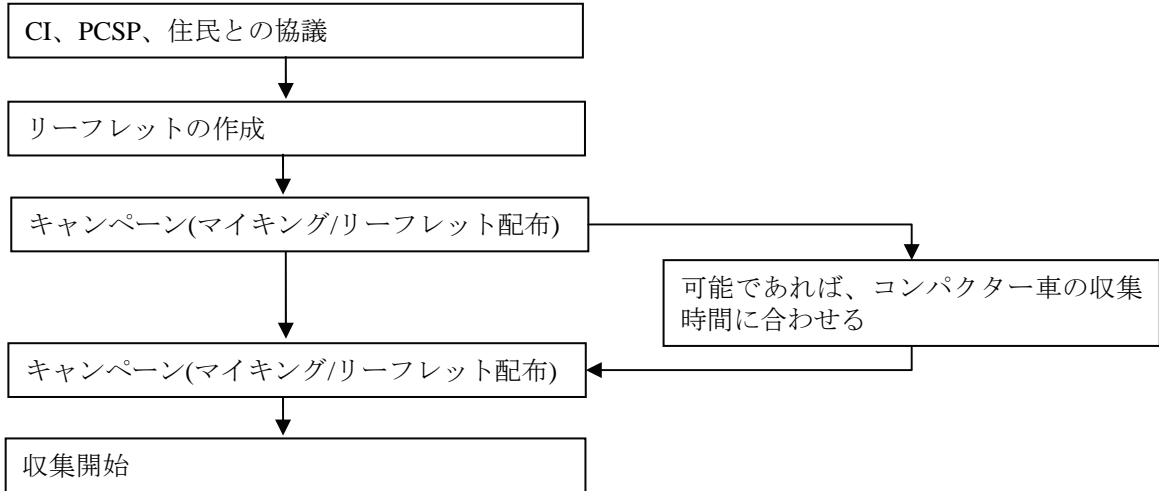 CI、PCSP、住民との協議
リーフレットの作成
キャンペーン(マイキング/リーフレット配布)
可能であれば、コンパクター車の収集
時間に合わせる
キャンペーン(マイキング/リーフレット配布)
収集開始